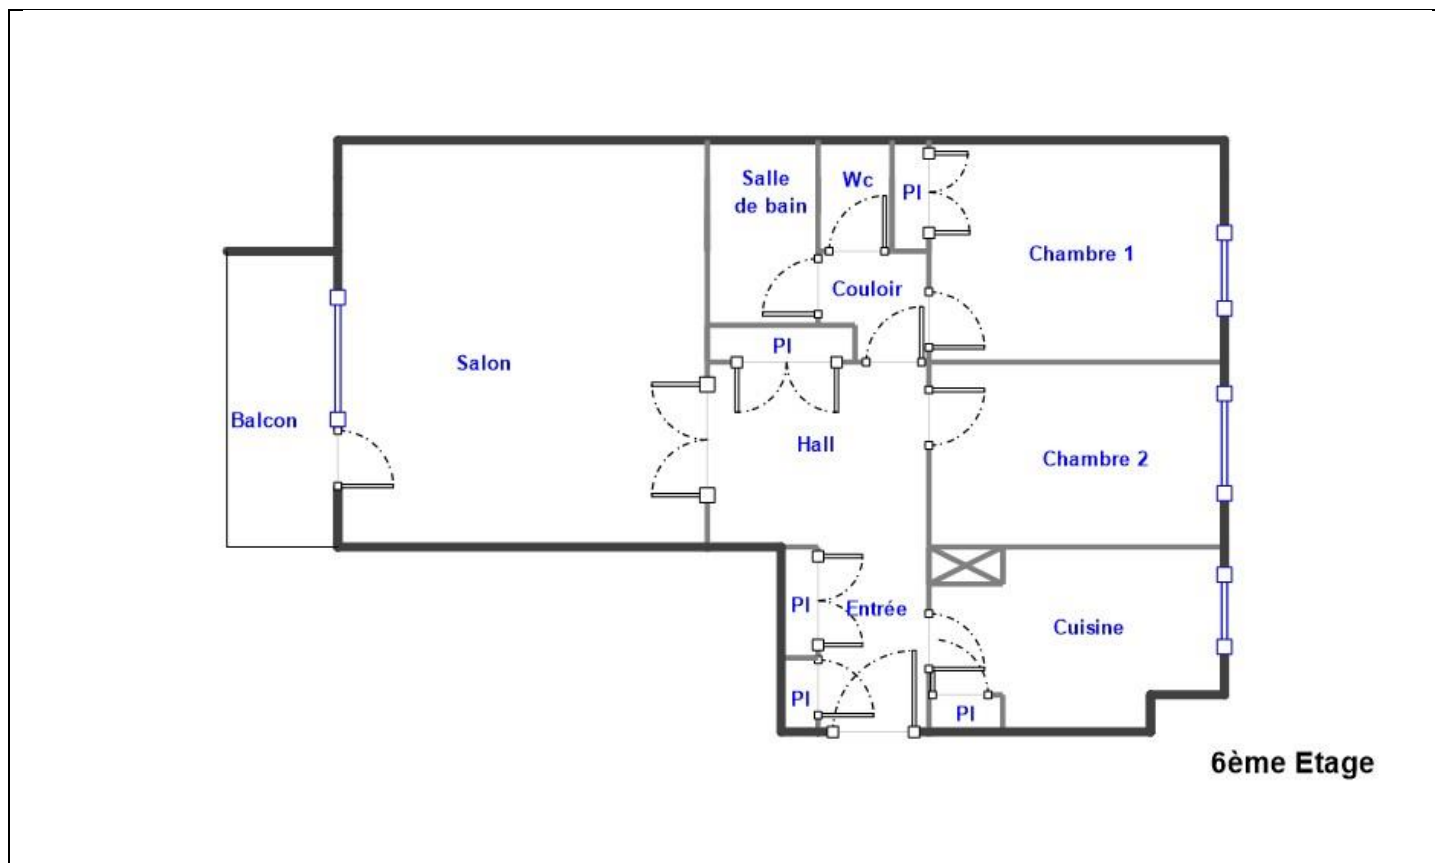 Salle
de bain
Wc
Pl
Chambre 1
Couloir
Pl
Salon
Balcon
Hall
Chambre 2
Pl
Entrée
Cuisine
Pl
Pl
6ème Etage